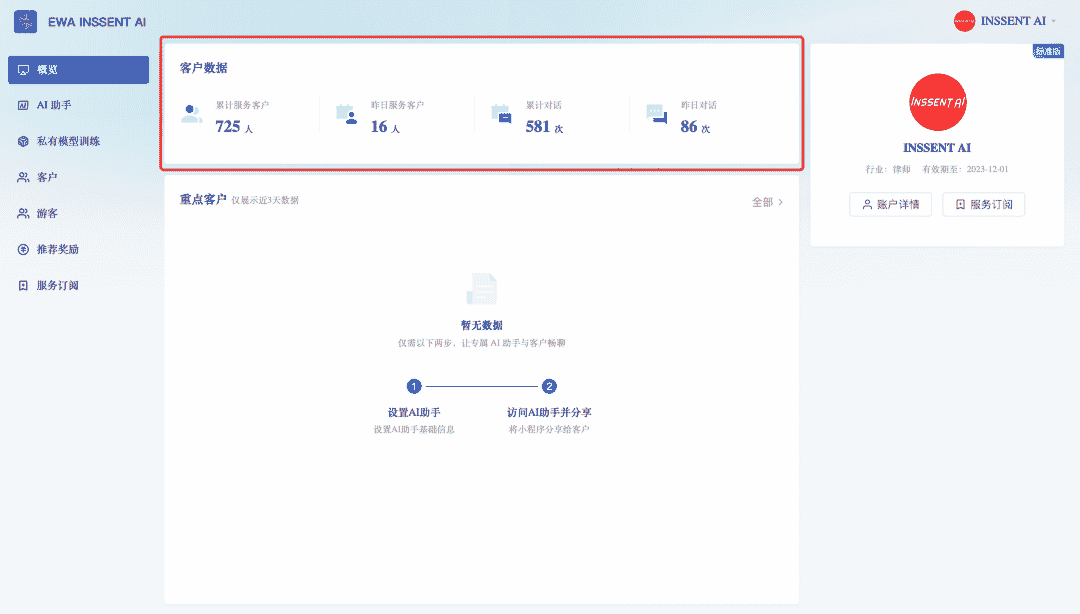 EWA INSSENT AI
INSSENT AI
概览
AI 助手
私有模型训练
客户
游客
推荐奖励
服务订阅
客户数据
累计服务客户
725 人
昨日服务客户
16 人
累计对话
581 次
昨日对话
86 次
重点客户 仅展示近3天数据
全部
暂无数据
仅需以下两步，让专属 AI 助手与客户畅聊
1
2
设置AI助手
访问AI助手并分享
设置AI助手基础信息
将小程序分享给客户
标准版
INSSENT AI
INSSENT AI
行业：律师 有效期至：2023-12-01
账户详情
服务订阅